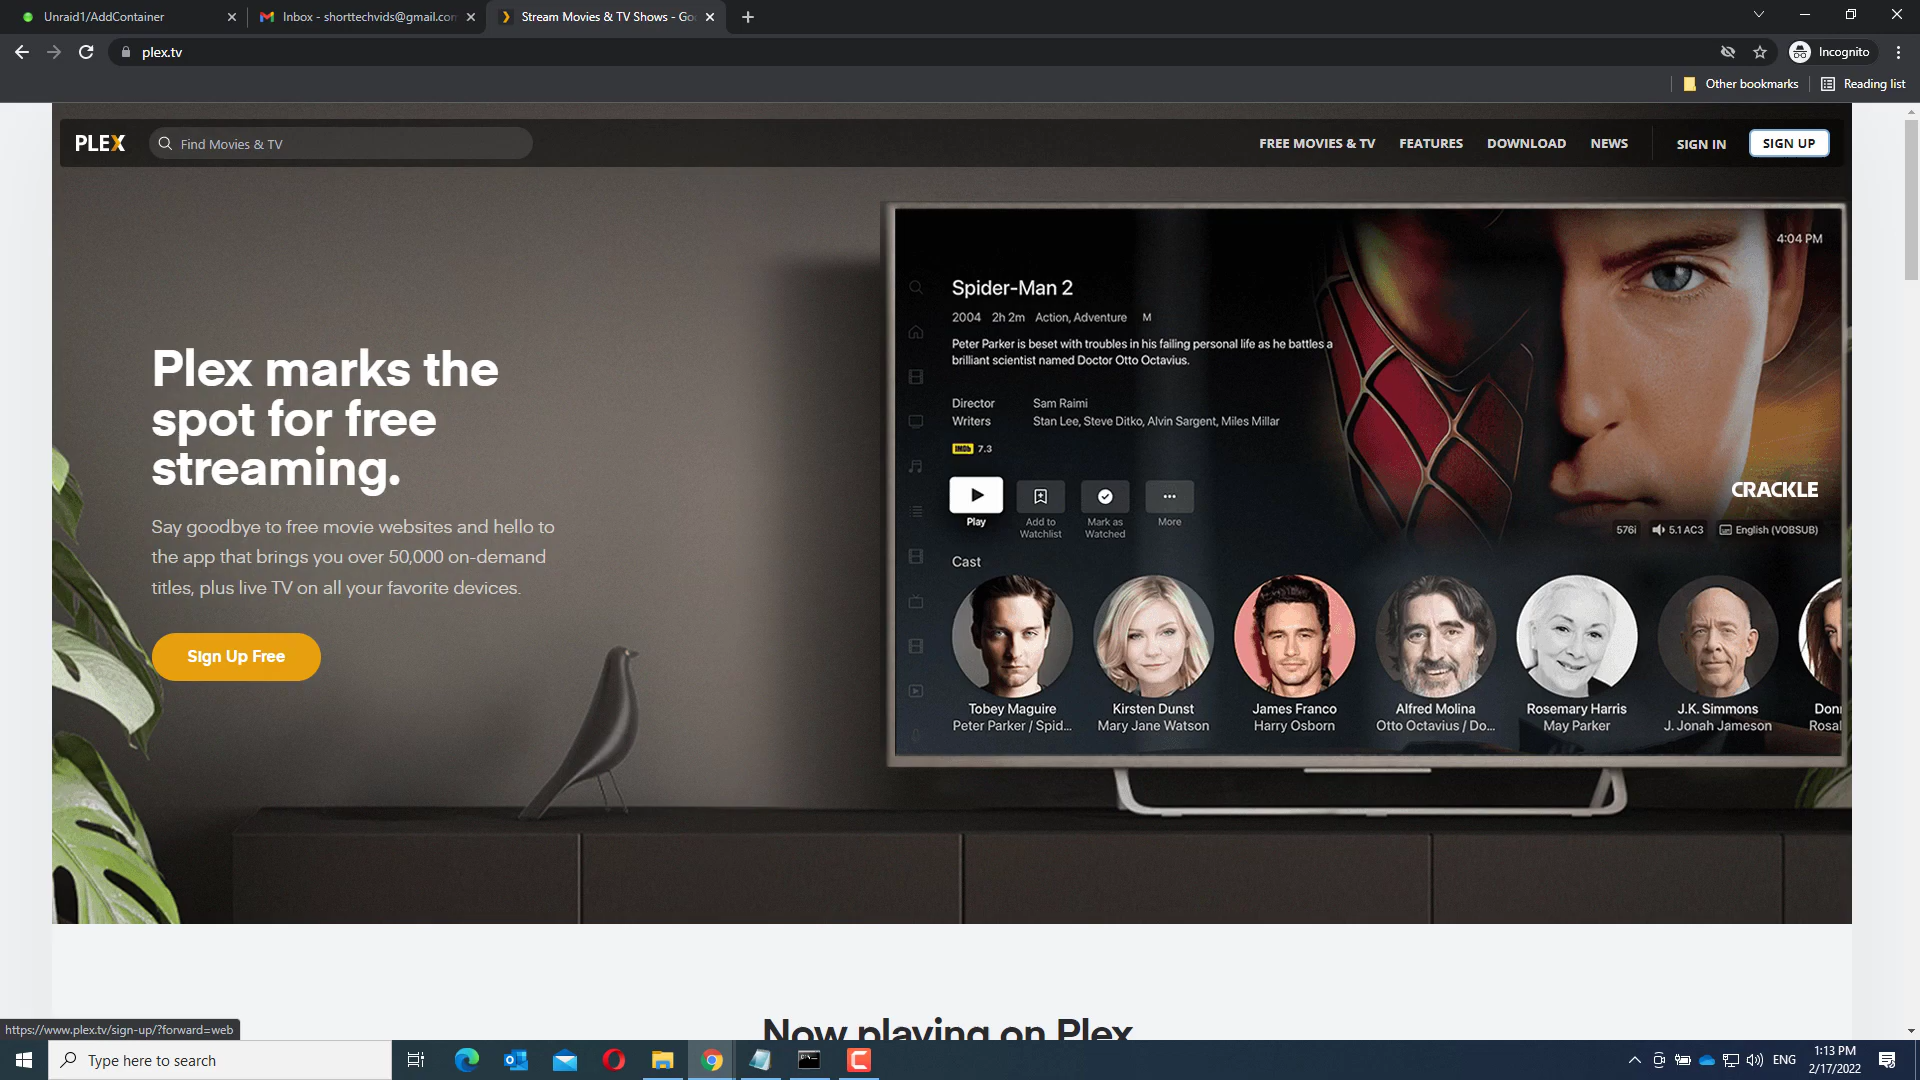 Unraid1/AddContainer
Inbox - shorttechvids@gmail.com
Stream Movies & TV Shows - Go
plex.tv
Incognito
Other bookmarks
Reading list
PLEX
Find Movies & TV
FREE MOVIES & TV
FEATURES
DOWNLOAD
NEWS
SIGN IN
SIGN UP
4:04 PM
Spider-Man 2
2004 2h 2m Action, Adventure M
Peter Parker is beset with troubles in his failing personal life as he battles a
brilliant scientist named Doctor Otto Octavius.
Director Sam Raimi
Writers Stan Lee, Steve Ditko, Alvin Sargent, Miles Millar
IMDb 7.3
CRACKLE
Play
Add to
Watchlist
Mark as
Watched
More
576i 5.1 AC3 English (VOBSUB)
Cast
Tobey Maguire
Peter Parker / Spid...
Kirsten Dunst
Mary Jane Watson
James Franco
Harry Osborn
Alfred Molina
Otto Octavius / Do...
Rosemary Harris
May Parker
J.K. Simmons
J. Jonah Jameson
Don
Rosal
Plex marks the
spot for free
streaming.
Say goodbye to free movie websites and hello to
the app that brings you over 50,000 on-demand
titles, plus live TV on all your favorite devices.
Sign Up Free
Now playing on Plex
https://www.plex.tv/sign-up/?forward=web
Type here to search
ENG
1:13 PM
2/17/2022